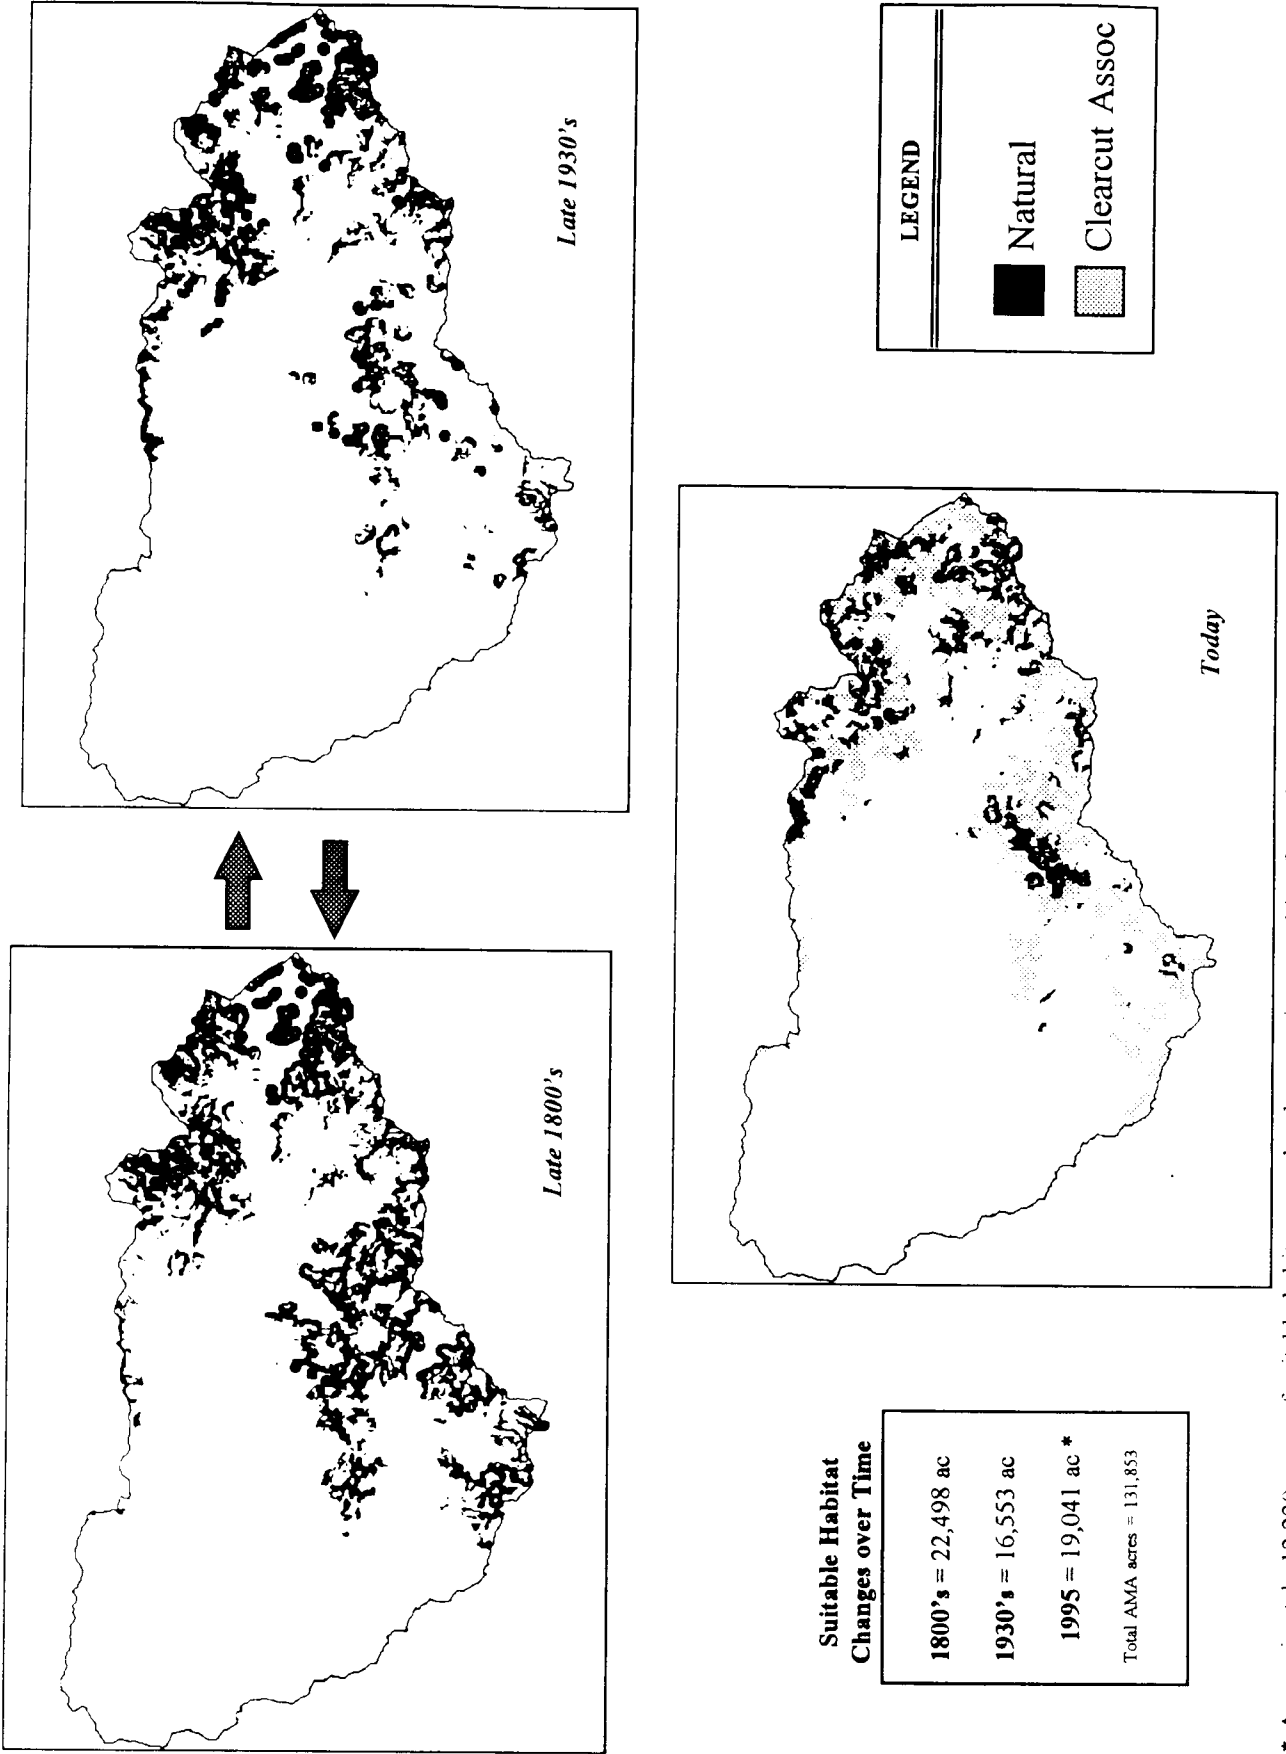 Late 1800's
Late 1930's
Suitable Habitat
Changes over Time
1800's = 22,498 ac
1930's = 16,553 ac
1995 = 19,041 ac *
Total AMA acres = 131,853
Today
LEGEND
Natural
Clearcut Assoc